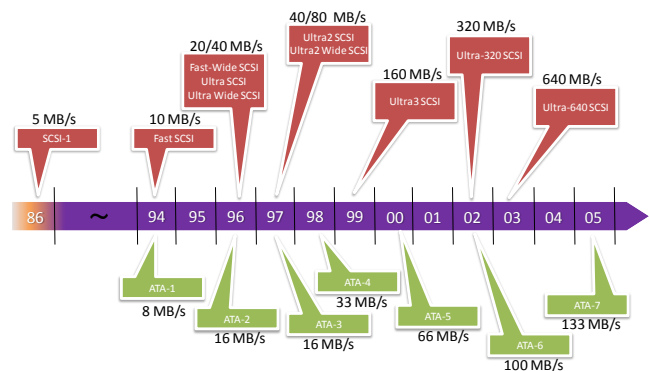 40/80 MB/s
Ultra2 SCSI
Ultra2 Wide SCSI
320 MB/s
Ultra-320 SCSI
20/40 MB/s
Fast-Wide SCSI
Ultra SCSI
Ultra Wide SCSI
160 MB/s
Ultra3 SCSI
640 MB/s
Ultra-640 SCSI
5 MB/s
SCSI-1
10 MB/s
Fast SCSI
86 ~ 94 95 96 97 98 99 00 01 02 03 04 05
ATA-1
8 MB/s
ATA-2
16 MB/s
ATA-3
16 MB/s
ATA-4
33 MB/s
ATA-5
66 MB/s
ATA-6
100 MB/s
ATA-7
133 MB/s